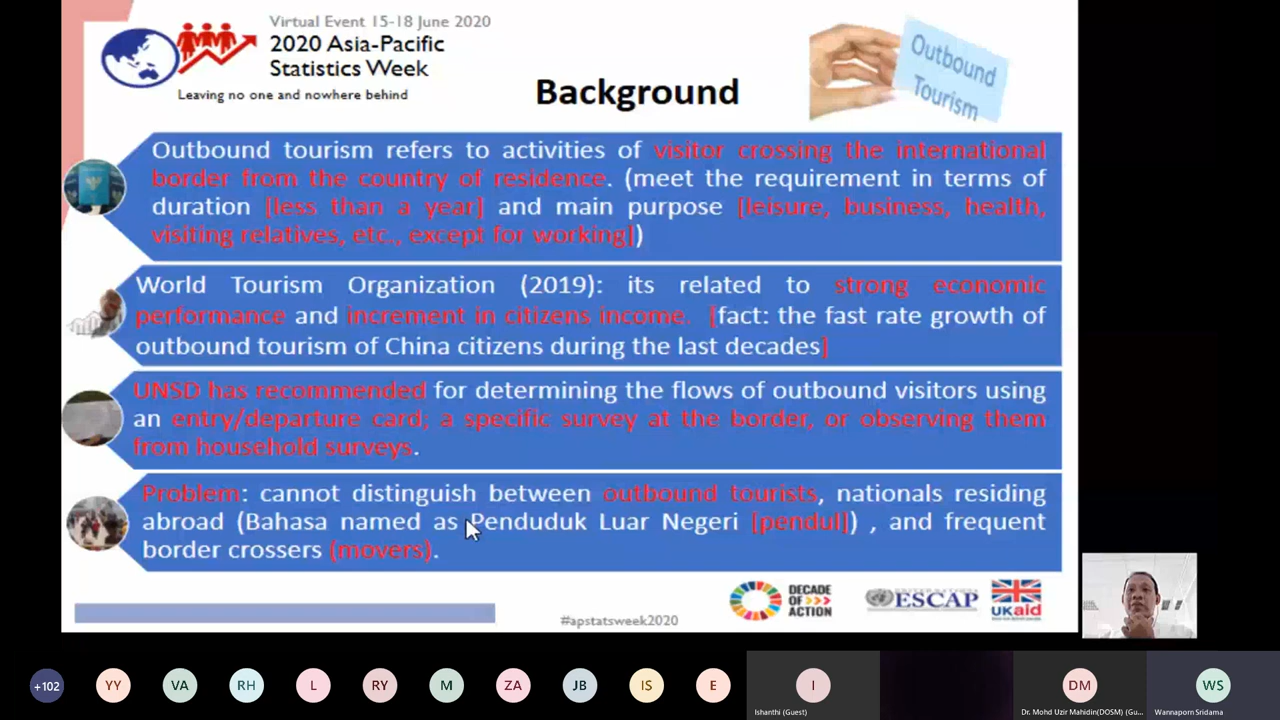 Virtual Event 15-18 June 2020
2020 Asia-Pacific
Statistics Week
Leaving no one and nowhere behind
Background
Outbound
Tourism
Outbound tourism refers to activities of visitor crossing the international
border from the country of residence. (meet the requirement in terms of
duration [less than a year] and main purpose [leisure, business, health,
visiting relatives, etc., except for working])
World Tourism Organization (2019): its related to strong economic
performance and increment in citizens income. [fact: the fast rate growth of
outbound tourism of China citizens during the last decades]
UNSD has recommended for determining the flows of outbound visitors using
an entry/departure card; a specific survey at the border, or observing them
from household surveys.
Problem: cannot distinguish between outbound tourists, nationals residing
abroad (Bahasa named as Penduduk Luar Negeri [pendul]) , and frequent
border crossers (movers).
DECADE
OF >>>
ACTION
ESCAP
UKaid
#apstatsweek2020
+102
YY
VA
RH
L
RY
M
ZA
JB
IS
E
I
DM
WS
Ishanthi (Guest)
Dr. Mohd Uzir Mahidin(DOSM) (Gu...
Wannaporn Sridama